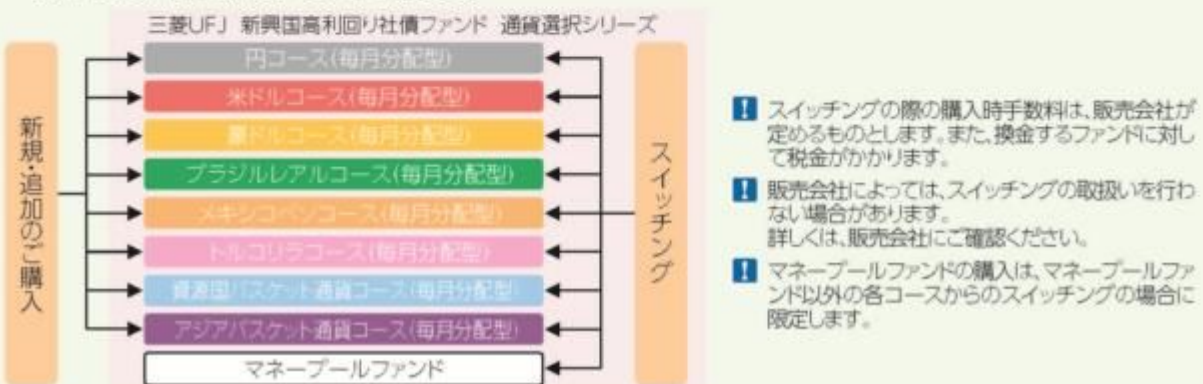 三菱UFJ 新興国高利回り社債ファンド 通貨選択シリーズ
新規・追加のご購入
円コース(毎月分配型)
米ドルコース(毎月分配型)
豪ドルコース(毎月分配型)
ブラジルレアルコース(毎月分配型)
メキシコペソコース(毎月分配型)
トルコリラコース(毎月分配型)
資源国バスケット通貨コース(毎月分配型)
アジアバスケット通貨コース(毎月分配型)
マネープールファンド
スイッチング
! スイッチングの際の購入時手数料は、販売会社が
定めるものとします。また、換金するファンドに対し
て税金がかかります。
! 販売会社によっては、スイッチングの取扱いを行わ
ない場合があります。
詳しくは、販売会社にご確認ください。
! マネープールファンドの購入は、マネープールファ
ンド以外の各コースからのスイッチングの場合に
限定します。